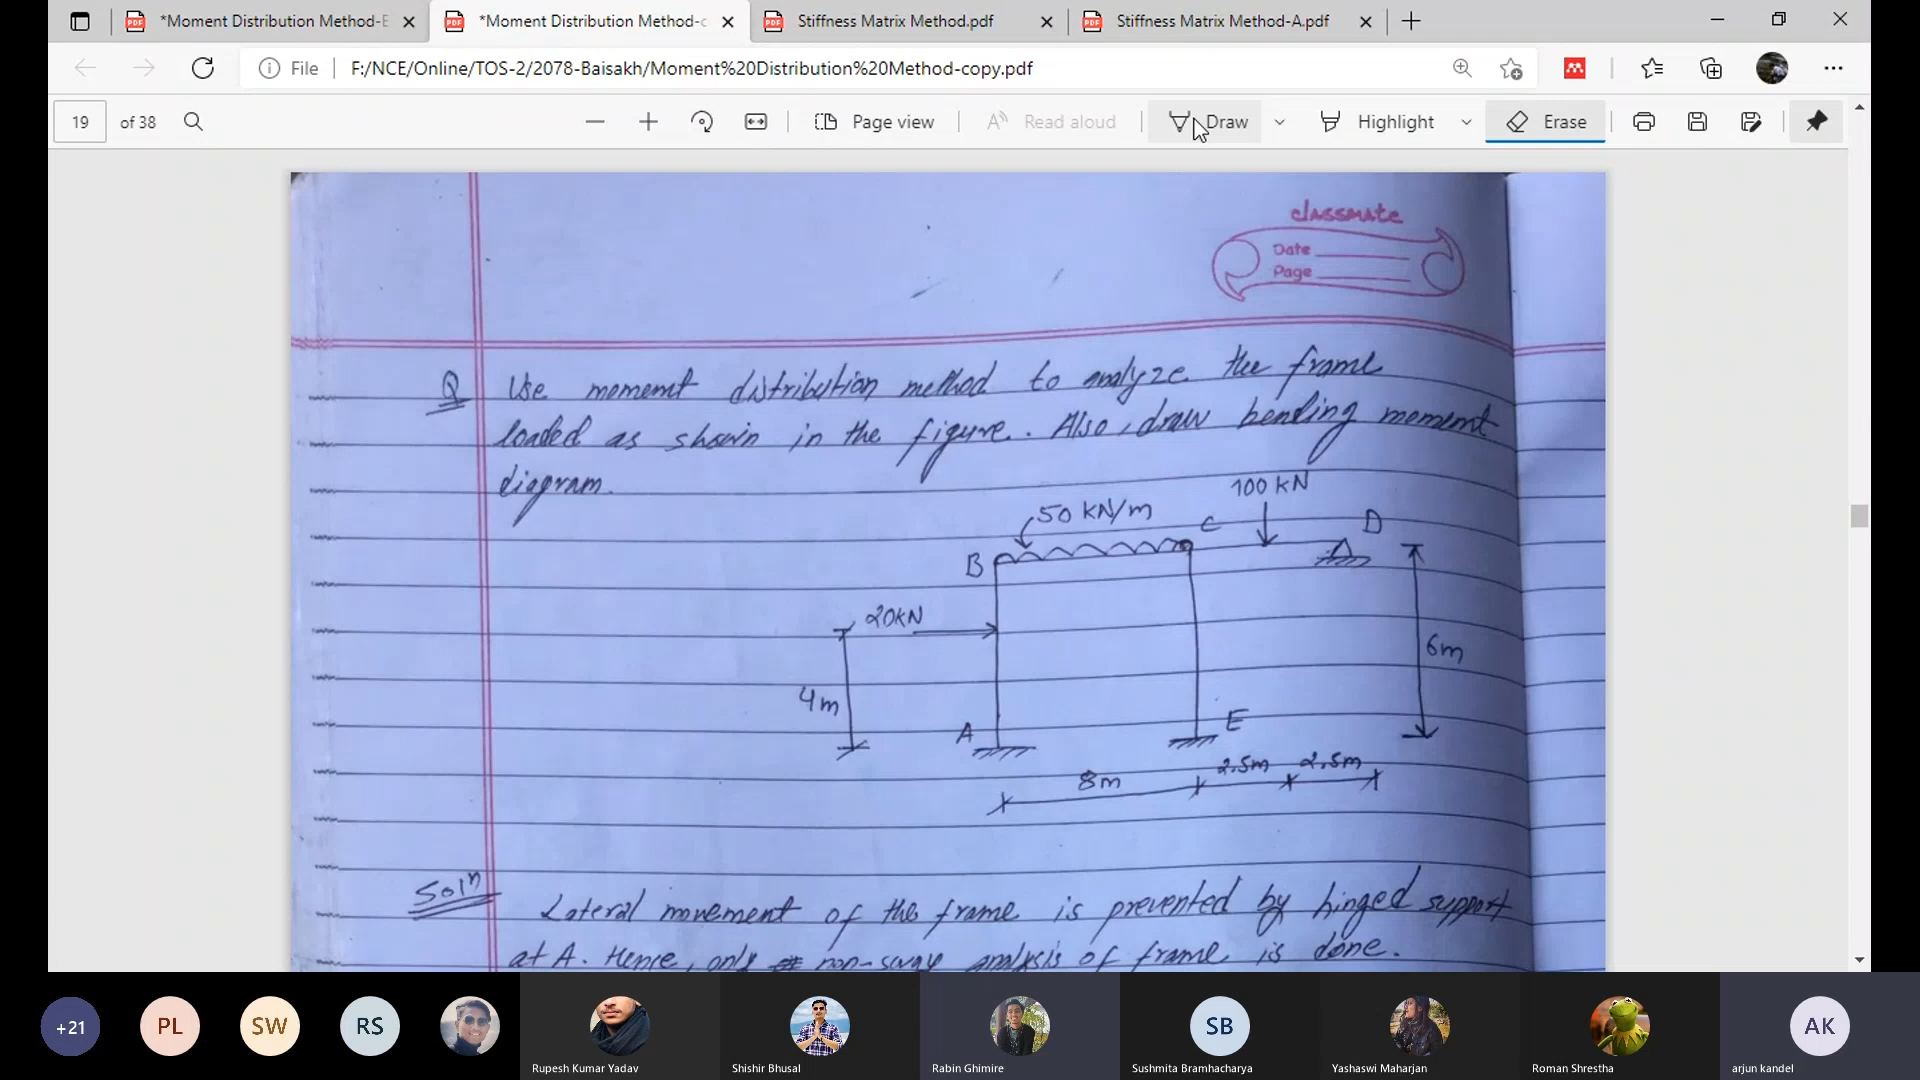 *Moment Distribution Method-E
*Moment Distribution Method-c
Stiffness Matrix Method.pdf
Stiffness Matrix Method-A.pdf
File
F:/NCE/Online/TOS-2/2078-Baisakh/Moment%20Distribution%20Method-copy.pdf
19 of 38
Page view
Read aloud
Draw
Highlight
Erase
classmate
Date
Page
Q Use momemt distribution method to analyze the frame
loaded as shown in the figure. Also, draw bending momemt
diagram.
100 kN
50 kN/m
C
D
B
20kN
6m
4m
A
E
8m
2.5m
2.5m
Solⁿ
Lateral movement of the frame is prevented by hinged support
at A. Hence, only non-sway analysis of frame is done.
+21
PL
SW
RS
SB
AK
Rupesh Kumar Yadav
Shishir Bhusal
Rabin Ghimire
Sushmita Bramhacharya
Yashaswi Maharjan
Roman Shrestha
arjun kandel